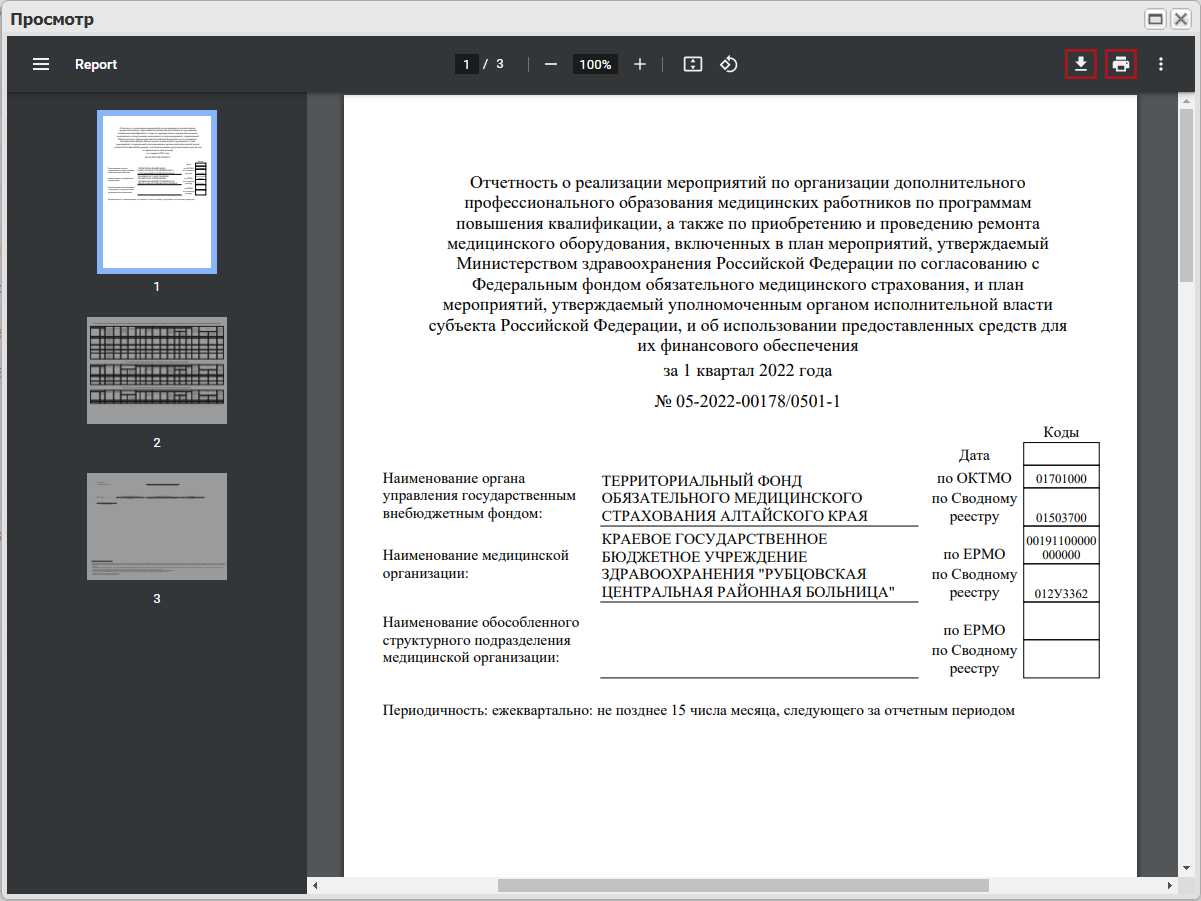 Просмотр
Report
1 / 3
100%
1
2
3
Отчетность о реализации мероприятий по организации дополнительного
профессионального образования медицинских работников по программам
повышения квалификации, а также по приобретению и проведению ремонта
медицинского оборудования, включенных в план мероприятий, утверждаемый
Министерством здравоохранения Российской Федерации по согласованию с
Федеральным фондом обязательного медицинского страхования, и план
мероприятий, утверждаемый уполномоченным органом исполнительной власти
субъекта Российской Федерации, и об использовании предоставленных средств для
их финансового обеспечения
за 1 квартал 2022 года
№ 05-2022-00178/0501-1
Коды
Дата
Наименование органа
управления государственным
внебюджетным фондом:
ТЕРРИТОРИАЛЬНЫЙ ФОНД
ОБЯЗАТЕЛЬНОГО МЕДИЦИНСКОГО
СТРАХОВАНИЯ АЛТАЙСКОГО КРАЯ
по ОКТМО
01701000
по Сводному
реестру
01503700
Наименование медицинской
организации:
КРАЕВОЕ ГОСУДАРСТВЕННОЕ
БЮДЖЕТНОЕ УЧРЕЖДЕНИЕ
ЗДРАВООХРАНЕНИЯ "РУБЦОВСКАЯ
ЦЕНТРАЛЬНАЯ РАЙОННАЯ БОЛЬНИЦА"
по ЕРМО
00191100000
000000
по Сводному
реестру
012У3362
Наименование обособленного
структурного подразделения
медицинской организации:
по ЕРМО
по Сводному
реестру
Периодичность: ежеквартально: не позднее 15 числа месяца, следующего за отчетным периодом